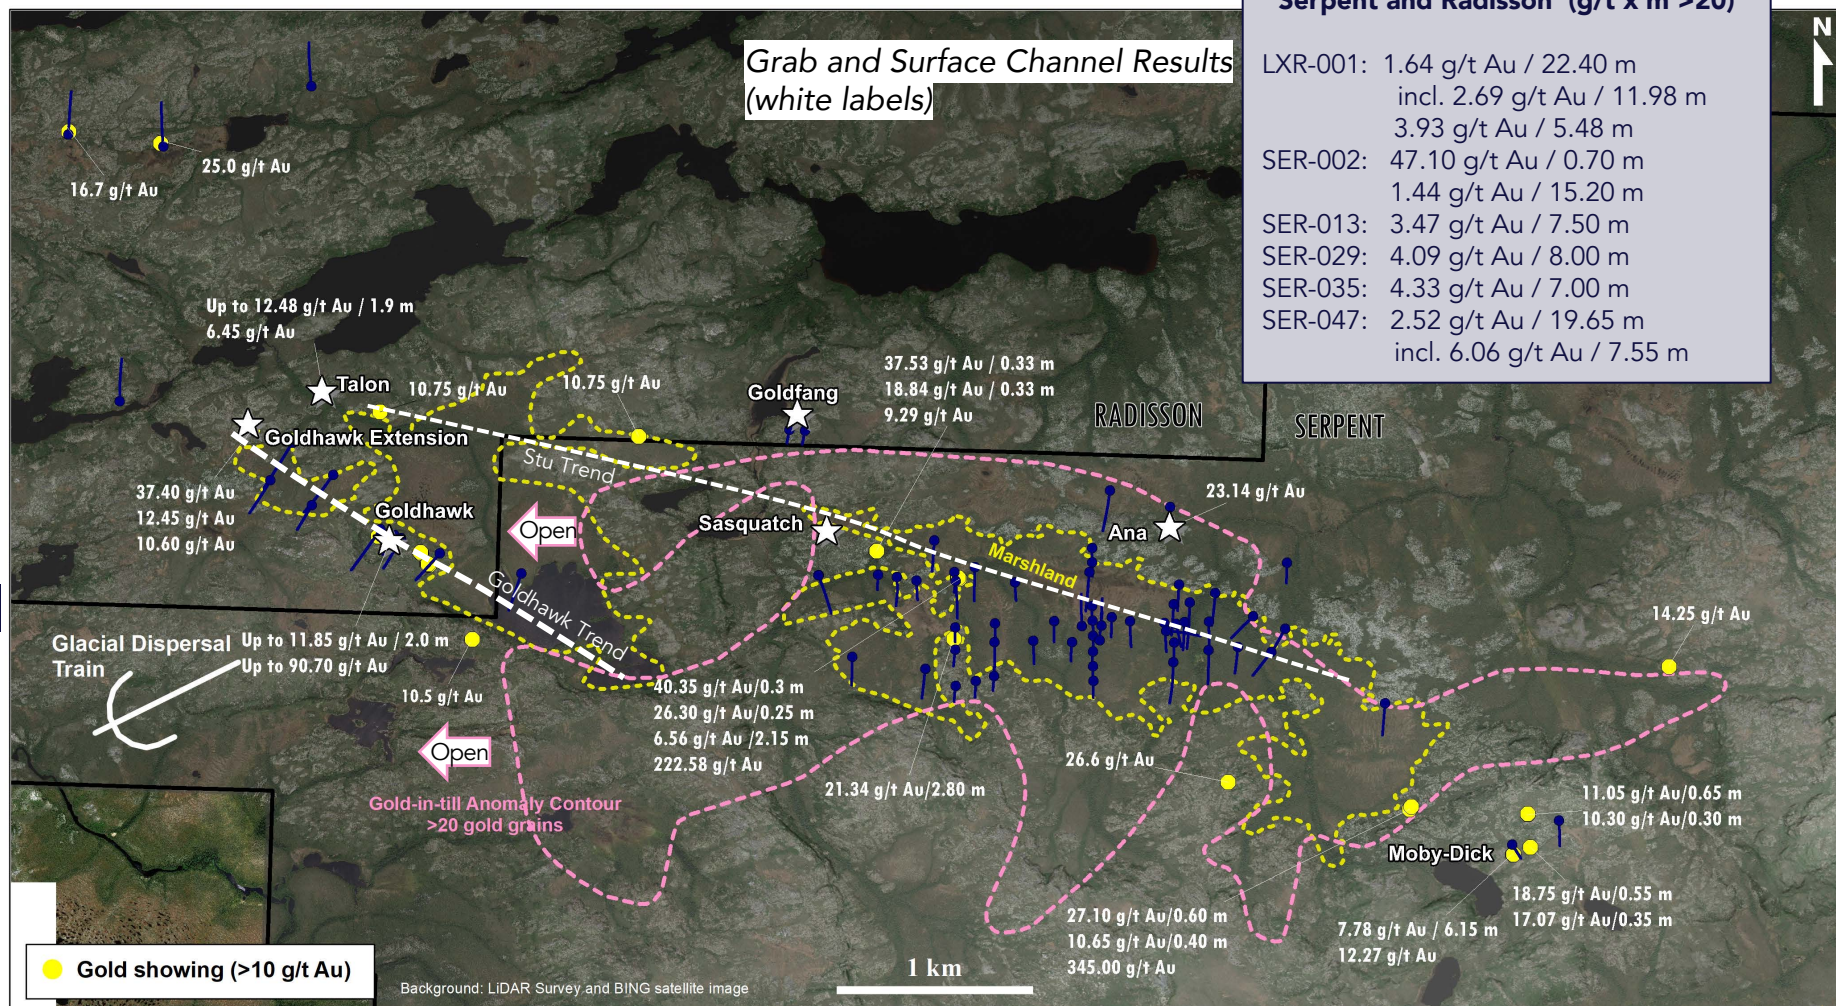 Serpent and Radisson (g/t x m >20)
LXR-001: 1.64 g/t Au / 22.40 m
incl. 2.69 g/t Au / 11.98 m
3.93 g/t Au / 5.48 m
SER-002: 47.10 g/t Au / 0.70 m
1.44 g/t Au / 15.20 m
SER-013: 3.47 g/t Au / 7.50 m
SER-029: 4.09 g/t Au / 8.00 m
SER-035: 4.33 g/t Au / 7.00 m
SER-047: 2.52 g/t Au / 19.65 m
incl. 6.06 g/t Au / 7.55 m
N
Grab and Surface Channel Results
(white labels)
25.0 g/t Au
16.7 g/t Au
Up to 12.48 g/t Au / 1.9 m
6.45 g/t Au
Talon
10.75 g/t Au
10.75 g/t Au
Goldfang
37.53 g/t Au / 0.33 m
18.84 g/t Au / 0.33 m
9.29 g/t Au
RADISSON
SERPENT
Goldhawk Extension
Stu Trend
37.40 g/t Au
12.45 g/t Au
10.60 g/t Au
Goldhawk
Open
Sasquatch
Ana
23.14 g/t Au
Marshland
Goldhawk Trend
14.25 g/t Au
Glacial Dispersal
Train
Up to 11.85 g/t Au / 2.0 m
Up to 90.70 g/t Au
10.5 g/t Au
40.35 g/t Au/0.3 m
26.30 g/t Au/0.25 m
6.56 g/t Au /2.15 m
222.58 g/t Au
Open
21.34 g/t Au/2.80 m
26.6 g/t Au
Gold-in-till Anomaly Contour
>20 gold grains
11.05 g/t Au/0.65 m
10.30 g/t Au/0.30 m
Moby-Dick
18.75 g/t Au/0.55 m
17.07 g/t Au/0.35 m
27.10 g/t Au/0.60 m
10.65 g/t Au/0.40 m
345.00 g/t Au
7.78 g/t Au / 6.15 m
12.27 g/t Au
Gold showing (>10 g/t Au)
1 km
Background: LiDAR Survey and BING satellite image